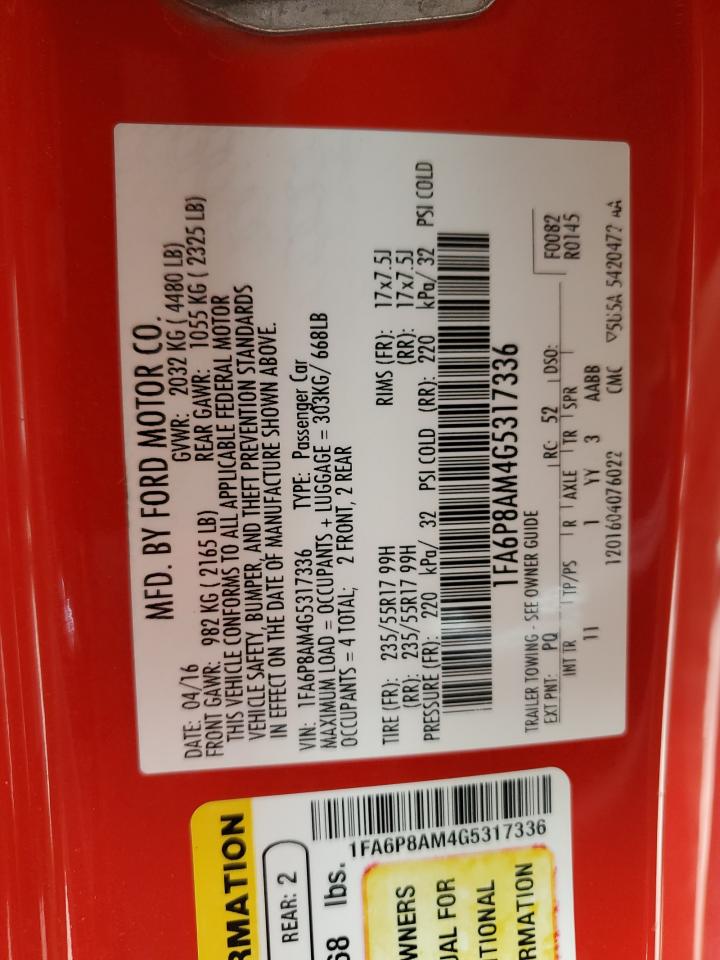 MFD. BY FORD MOTOR CO.
DATE: 04/16 GVWR: 2032 KG ( 4480 LB)
FRONT GAWR: 982 KG ( 2165 LB) REAR GAWR: 1055 KG ( 2325 LB)
THIS VEHICLE CONFORMS TO ALL APPLICABLE FEDERAL MOTOR
VEHICLE SAFETY, BUMPER, AND THEFT PREVENTION STANDARDS
IN EFFECT ON THE DATE OF MANUFACTURE SHOWN ABOVE.
VIN: 1FA6P8AM4G5317336 TYPE: Passenger Car
MAXIMUM LOAD = OCCUPANTS + LUGGAGE = 303KG/ 668LB
OCCUPANTS = 4 TOTAL; 2 FRONT, 2 REAR
TIRE (FR): 235/55R17 99H RIMS (FR): 17x7.5J
(RR): 235/55R17 99H (RR): 17x7.5J
PRESSURE (FR): 220 kPa/ 32 PSI COLD (RR): 220 kPa/ 32 PSI COLD
1FA6P8AM4G5317336
TRAILER TOWING - SEE OWNER GUIDE
EXT PNT: PQ RC: 52 DSO: F0082
R0145
INT TR TP/PS R AXLE TR SPR
11 1 YY 3 AABB
1201604076022 CMC ▽5U5A 5420472 AA
RMATION
REAR: 2
68 lbs.
1FA6P8AM4G5317336
WNERS
UAL FOR
TIONAL
RMATION